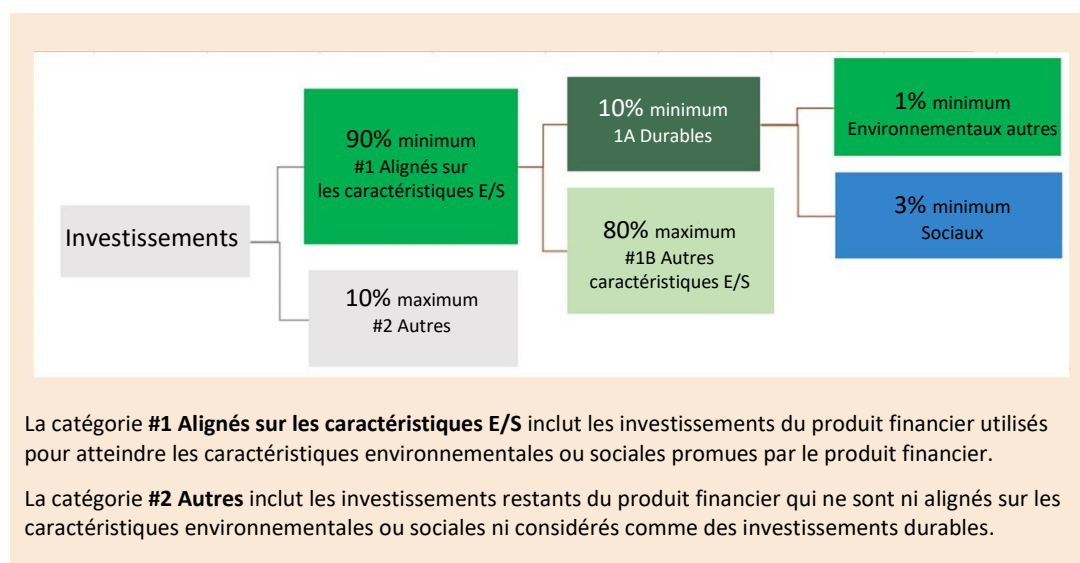 Investissements
90% minimum
#1 Alignés sur
les caractéristiques E/S
10% maximum
#2 Autres
10% minimum
1A Durables
80% maximum
#1B Autres
caractéristiques E/S
1% minimum
Environnementaux autres
3% minimum
Sociaux
La catégorie #1 Alignés sur les caractéristiques E/S inclut les investissements du produit financier utilisés
pour atteindre les caractéristiques environnementales ou sociales promues par le produit financier.
La catégorie #2 Autres inclut les investissements restants du produit financier qui ne sont ni alignés sur les
caractéristiques environnementales ou sociales ni considérés comme des investissements durables.